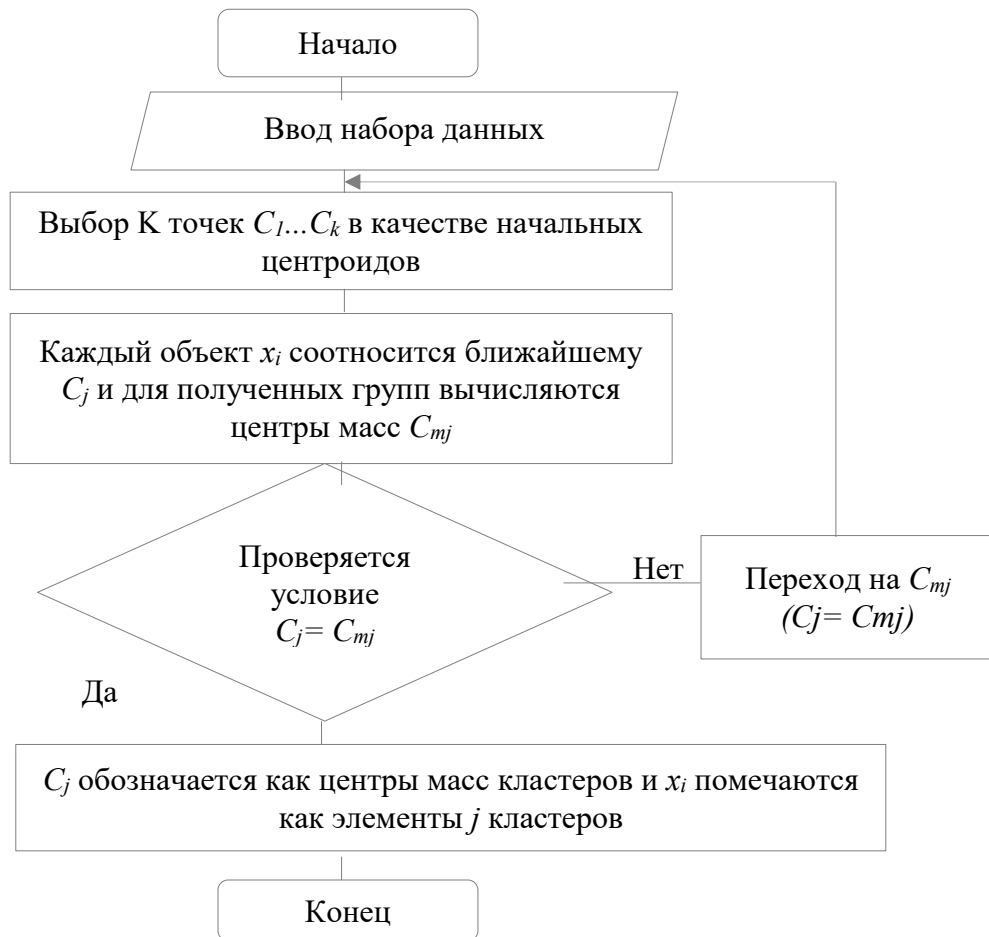 Начало
Ввод набора данных
Выбор K точек C1...Ck в качестве начальных
центроидов
Каждый объект xi соотносится ближайшему
Cj и для полученных групп вычисляются
центры масс Cmj
Проверяется
условие
Cj= Cmj
Нет
Переход на Cmj
(Cj= Cmj)
Да
Cj обозначается как центры масс кластеров и xi помечаются
как элементы j кластеров
Конец